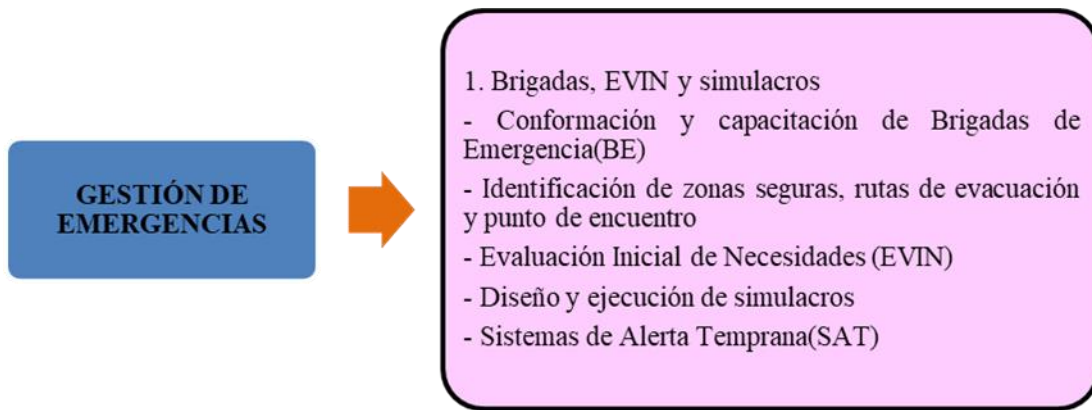 GESTIÓN DE
EMERGENCIAS
1. Brigadas, EVIN y simulacros
- Conformación y capacitación de Brigadas de
Emergencia(BE)
- Identificación de zonas seguras, rutas de evacuación
y punto de encuentro
- Evaluación Inicial de Necesidades (EVIN)
- Diseño y ejecución de simulacros
- Sistemas de Alerta Temprana(SAT)